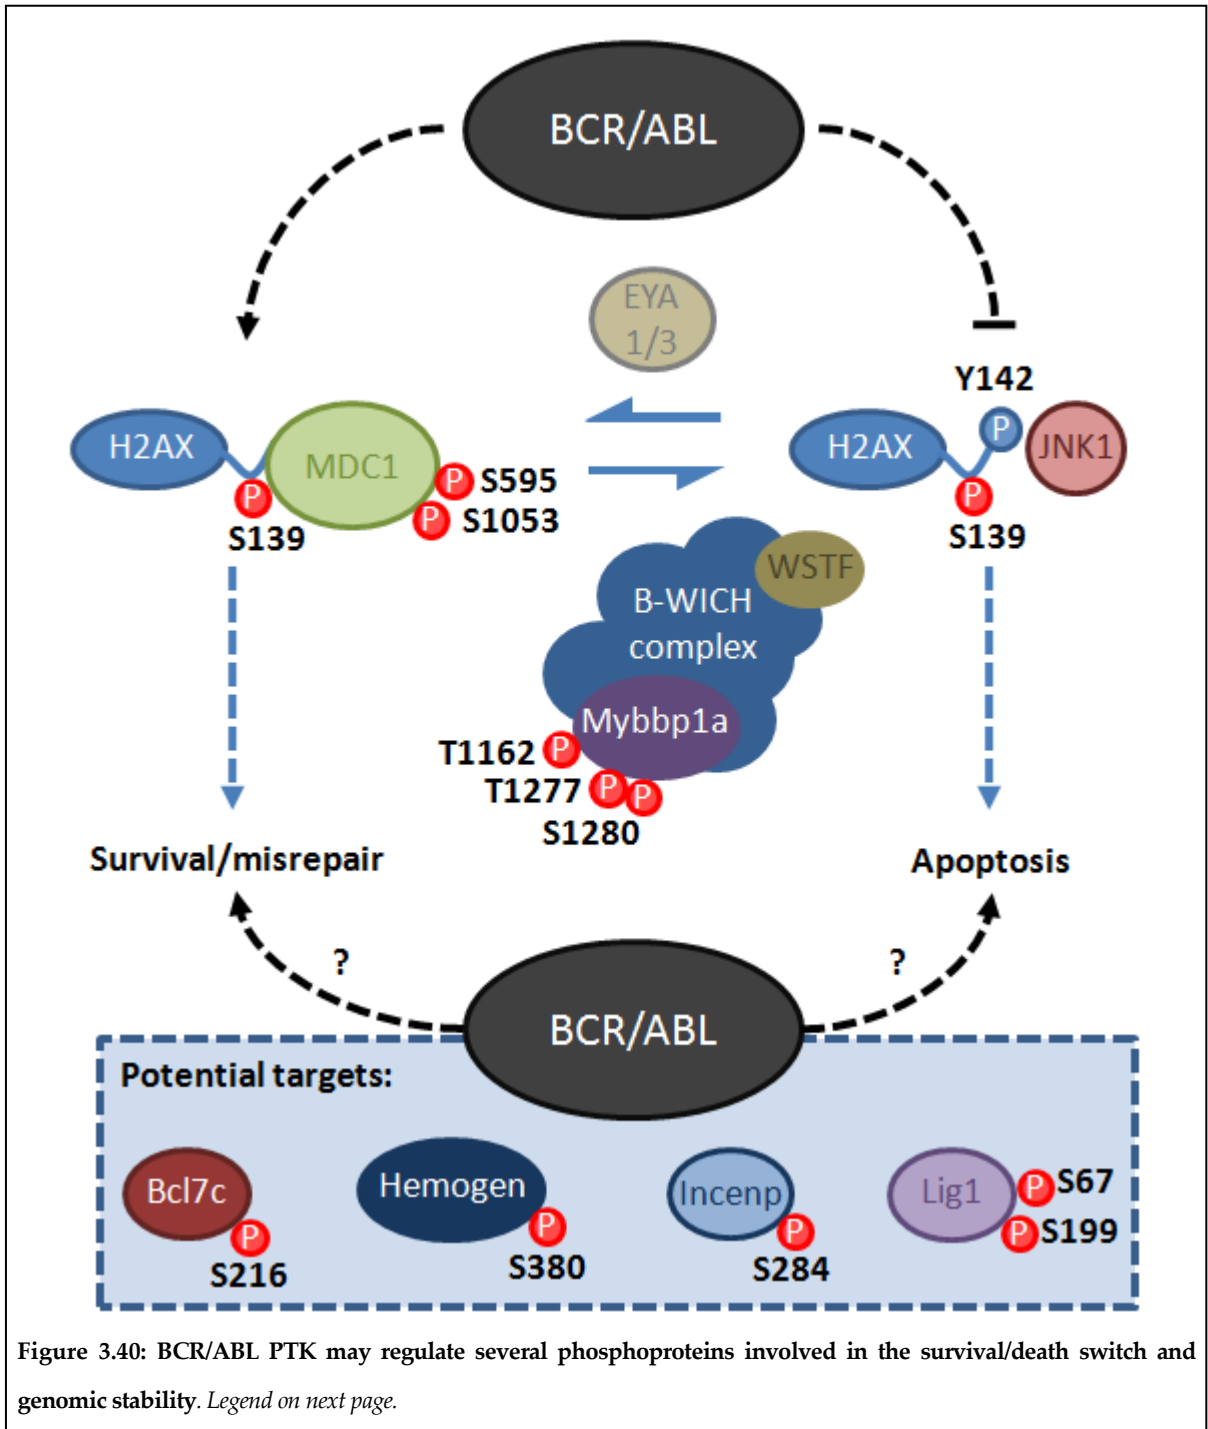 BCR/ABL
EYA
1/3
Y142
H2AX
MDC1
P
S595
P
S1053
P
S139
H2AX
P
JNK1
P
S139
WSTF
B-WICH
complex
Mybbp1a
T1162
P
T1277
P
P
S1280
Survival/misrepair
Apoptosis
?
?
BCR/ABL
Potential targets:
Bcl7c
P
S216
Hemogen
P
S380
Incenp
P
S284
Lig1
P
S67
P
S199
Figure 3.40: BCR/ABL PTK may regulate several phosphoproteins involved in the survival/death switch and
genomic stability. Legend on next page.